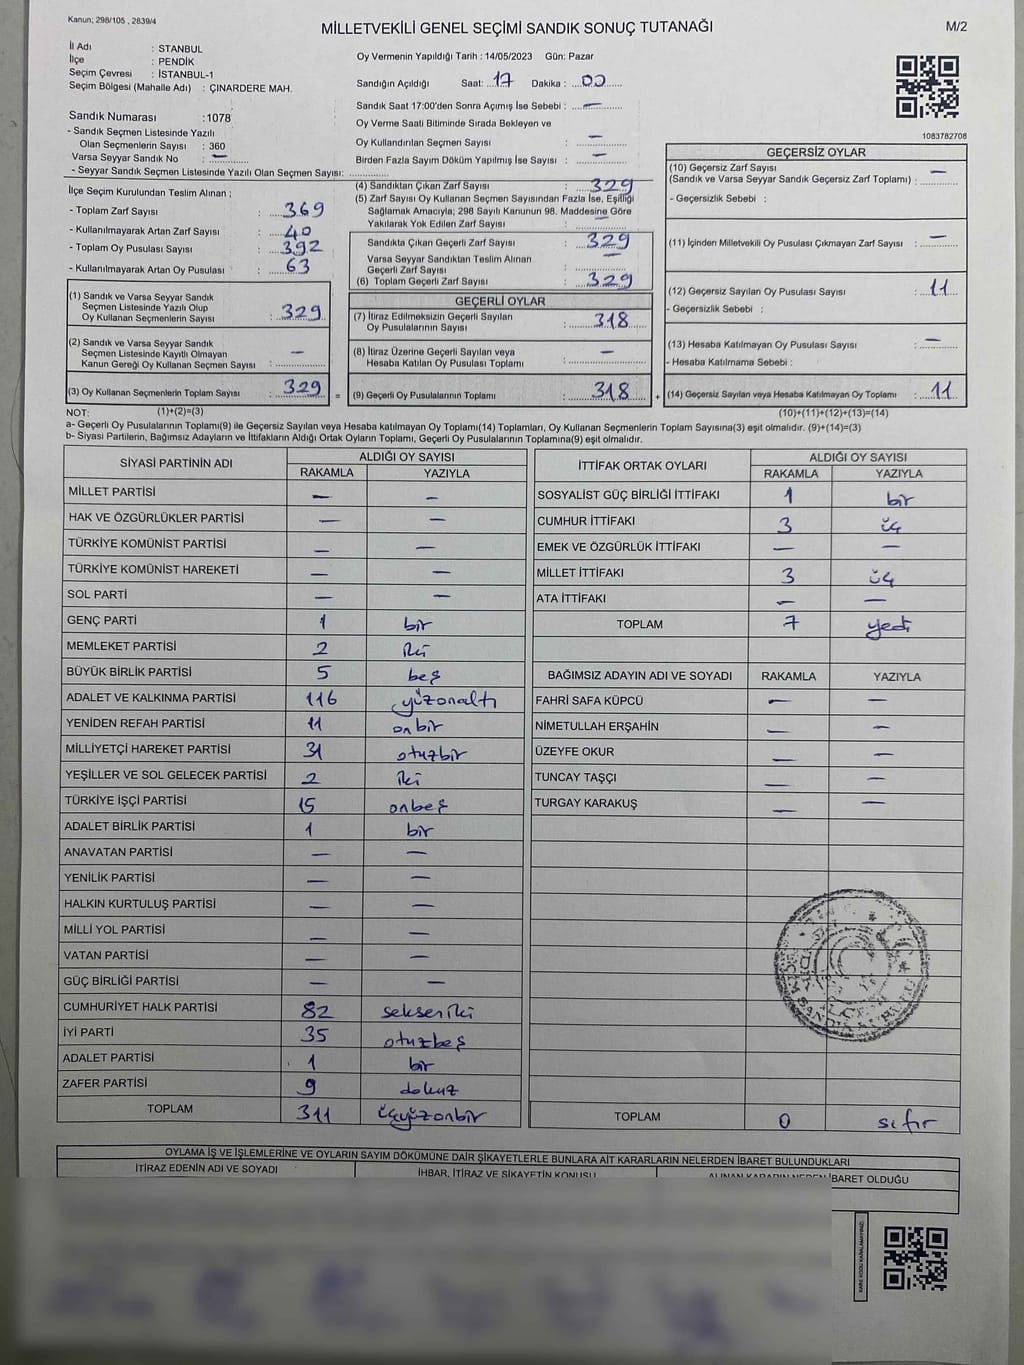 Kanun; 298/105 , 2839/4
MİLLETVEKİLİ GENEL SEÇİMİ SANDIK SONUÇ TUTANAĞI
M/2
İl Adı : STANBUL
İlçe : PENDİK
Seçim Çevresi : İSTANBUL-1
Seçim Bölgesi (Mahalle Adı) : ÇINARDERE MAH.
Sandık Numarası :1078
- Sandık Seçmen Listesinde Yazılı
Olan Seçmenlerin Sayısı : 360
Varsa Seyyar Sandık No : —
- Seyyar Sandık Seçmen Listesinde Yazılı Olan Seçmen Sayısı:
Oy Vermenin Yapıldığı Tarih : 14/05/2023 Gün: Pazar
Sandığın Açıldığı Saat: 17 Dakika : 00
Sandık Saat 17:00'den Sonra Açımış İse Sebebi : —
Oy Verme Saati Bitiminde Sırada Bekleyen ve
Oy Kullandırılan Seçmen Sayısı : —
Birden Fazla Sayım Döküm Yapılmış İse Sayısı : —
1083782708
İlçe Seçim Kurulundan Teslim Alınan ;
- Toplam Zarf Sayısı : 369
- Kullanılmayarak Artan Zarf Sayısı : 40
- Toplam Oy Pusulası Sayısı : 392
- Kullanılmayarak Artan Oy Pusulası : 63
(1) Sandık ve Varsa Seyyar Sandık
Seçmen Listesinde Yazılı Olup
Oy Kullanan Seçmenlerin Sayısı : 329
(2) Sandık ve Varsa Seyyar Sandık
Seçmen Listesinde Kayıtlı Olmayan
Kanun Gereği Oy Kullanan Seçmen Sayısı : —
(3) Oy Kullanan Seçmenlerin Toplam Sayısı : 329 =
(4) Sandıktan Çıkan Zarf Sayısı : 329
(5) Zarf Sayısı Oy Kullanan Seçmen Sayısından Fazla İse, Eşitliği
Sağlamak Amacıyla; 298 Sayılı Kanunun 98. Maddesine Göre
Yakılarak Yok Edilen Zarf Sayısı : —
Sandıkta Çıkan Geçerli Zarf Sayısı : 329
Varsa Seyyar Sandıktan Teslim Alınan
Geçerli Zarf Sayısı : —
(6) Toplam Geçerli Zarf Sayısı : 329
GEÇERLİ OYLAR
(7) İtiraz Edilmeksizin Geçerli Sayılan
Oy Pusulalarının Sayısı : 318
(8) İtiraz Üzerine Geçerli Sayılan veya
Hesaba Katılan Oy Pusulası Toplamı : —
(9) Geçerli Oy Pusulalarının Toplamı : 318 +
GEÇERSİZ OYLAR
(10) Geçersiz Zarf Sayısı
(Sandık ve Varsa Seyyar Sandık Geçersiz Zarf Toplamı) : —
- Geçersizlik Sebebi :
(11) İçinden Milletvekili Oy Pusulası Çıkmayan Zarf Sayısı : —
(12) Geçersiz Sayılan Oy Pusulası Sayısı : 11
- Geçersizlik Sebebi :
(13) Hesaba Katılmayan Oy Pusulası Sayısı : —
- Hesaba Katılmama Sebebi :
(14) Geçersiz Sayılan veya Hesaba Katılmayan Oy Toplamı : 11
NOT: (1)+(2)=(3) (10)+(11)+(12)+(13)=(14)
a- Geçerli Oy Pusulalarının Toplamı(9) ile Geçersiz Sayılan veya Hesaba katılmayan Oy Toplamı(14) Toplamları, Oy Kullanan Seçmenlerin Toplam Sayısına(3) eşit olmalıdır. (9)+(14)=(3)
b- Siyasi Partilerin, Bağımsız Adayların ve İttifakların Aldığı Ortak Oyların Toplamı, Geçerli Oy Pusulalarının Toplamına(9) eşit olmalıdır.
SİYASİ PARTİNİN ADI ALDIĞI OY SAYISI
RAKAMLA YAZIYLA
MİLLET PARTİSİ — —
HAK VE ÖZGÜRLÜKLER PARTİSİ — —
TÜRKİYE KOMÜNİST PARTİSİ — —
TÜRKİYE KOMÜNİST HAREKETİ — —
SOL PARTİ — —
GENÇ PARTİ 1 bir
MEMLEKET PARTİSİ 2 iki
BÜYÜK BİRLİK PARTİSİ 5 beş
ADALET VE KALKINMA PARTİSİ 116 yüzonaltı
YENİDEN REFAH PARTİSİ 11 onbir
MİLLİYETÇİ HAREKET PARTİSİ 31 otuzbir
YEŞİLLER VE SOL GELECEK PARTİSİ 2 iki
TÜRKİYE İŞÇİ PARTİSİ 15 onbeş
ADALET BİRLİK PARTİSİ 1 bir
ANAVATAN PARTİSİ — —
YENİLİK PARTİSİ — —
HALKIN KURTULUŞ PARTİSİ — —
MİLLİ YOL PARTİSİ — —
VATAN PARTİSİ — —
GÜÇ BİRLİĞİ PARTİSİ — —
CUMHURİYET HALK PARTİSİ 82 sekseniki
İYİ PARTİ 35 otuzbeş
ADALET PARTİSİ 1 bir
ZAFER PARTİSİ 9 dokuz
TOPLAM 311 üçyüzonbir
İTTİFAK ORTAK OYLARI ALDIĞI OY SAYISI
RAKAMLA YAZIYLA
SOSYALİST GÜÇ BİRLİĞİ İTTİFAKI 1 bir
CUMHUR İTTİFAKI 3 üç
EMEK VE ÖZGÜRLÜK İTTİFAKI — —
MİLLET İTTİFAKI 3 üç
ATA İTTİFAKI — —
TOPLAM 7 yedi
BAĞIMSIZ ADAYIN ADI VE SOYADI RAKAMLA YAZIYLA
FAHRİ SAFA KÜPCÜ — —
NİMETULLAH ERŞAHİN — —
ÜZEYFE OKUR — —
TUNCAY TAŞÇI — —
TURGAY KARAKUŞ — —
TOPLAM 0 sıfır
OYLAMA İŞ VE İŞLEMLERİNE VE OYLARIN SAYIM DÖKÜMÜNE DAİR ŞİKAYETLERLE BUNLARA AİT KARARLARIN NELERDEN İBARET BULUNDUKLARI
İTİRAZ EDENİN ADI VE SOYADI
İHBAR, İTİRAZ VE ŞİKAYETİN KONUSU
ALINAN KARARIN NEDEN İBARET OLDUĞU